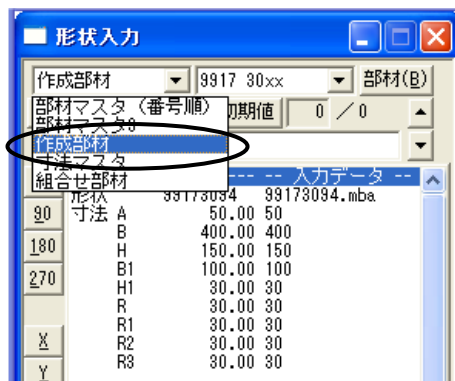 形状入力
作成部材 9917 30xx 部材(B)
部材マスタ（番号順） 初期値 0 ／ 0
部材マスタ0
作成部材
寸法マスタ
組合せ部材 --- -- 入力データ --
形状 99173094 99173094.mba
90 寸法 A 50.00 50
B 400.00 400
180 H 150.00 150
B1 100.00 100
270 H1 30.00 30
R 30.00 30
R1 30.00 30
X R2 30.00 30
R3 30.00 30
Y